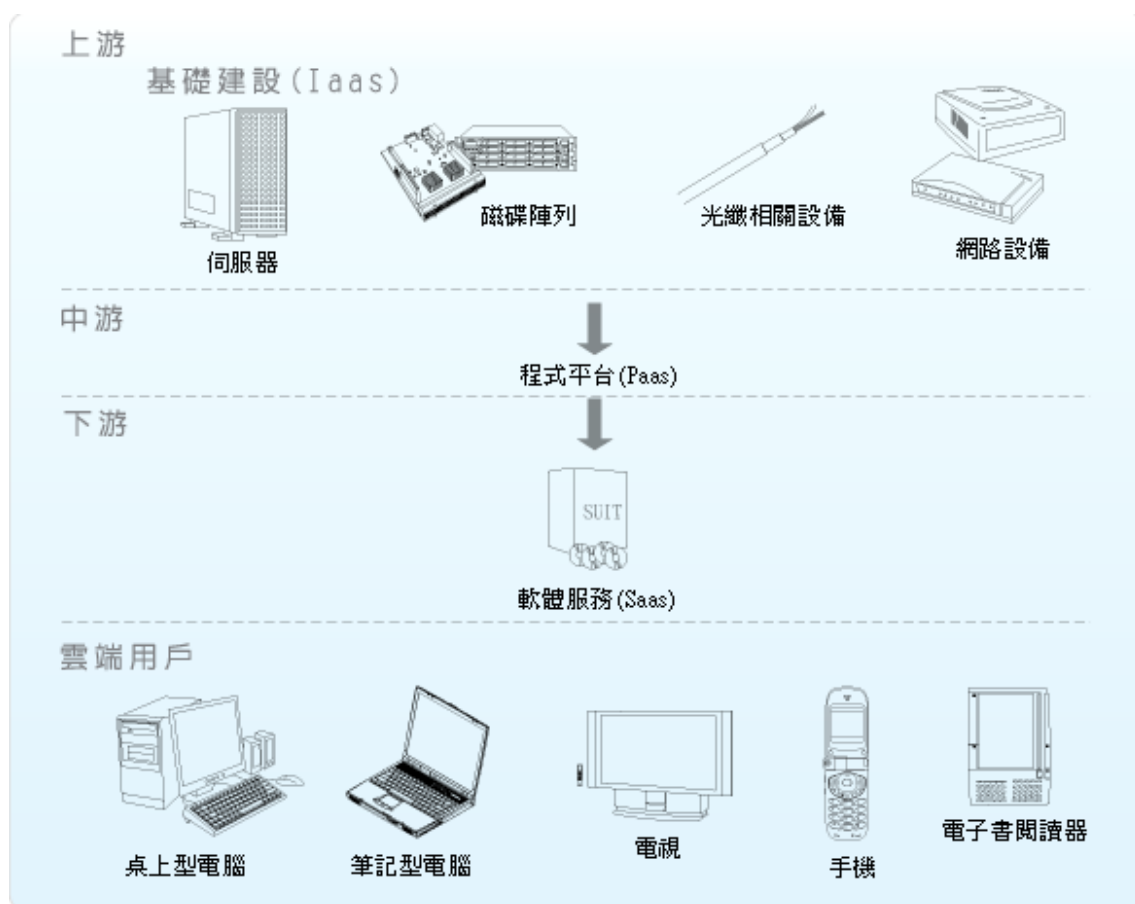 上游
基礎建設(Iaas)
伺服器
磁碟陣列
光纖相關設備
網路設備
中游
程式平台(Paas)
下游
SUIT
軟體服務(Saas)
雲端用戶
桌上型電腦
筆記型電腦
電視
手機
電子書閱讀器